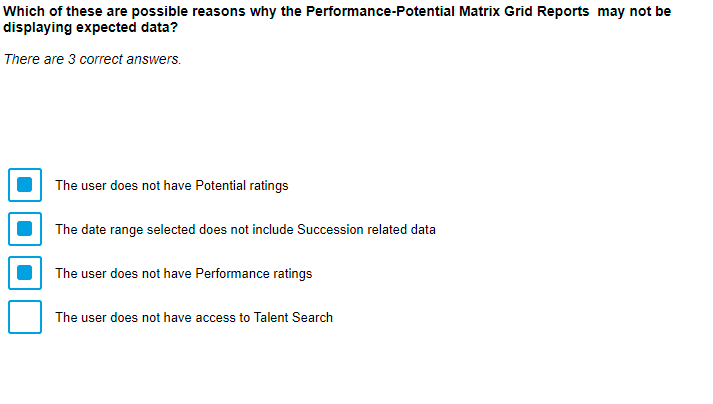 Which of these are possible reasons why the Performance-Potential Matrix Grid Reports  may not be
displaying expected data?
There are 3 correct answers.
The user does not have Potential ratings
The date range selected does not include Succession related data
The user does not have Performance ratings
The user does not have access to Talent Search